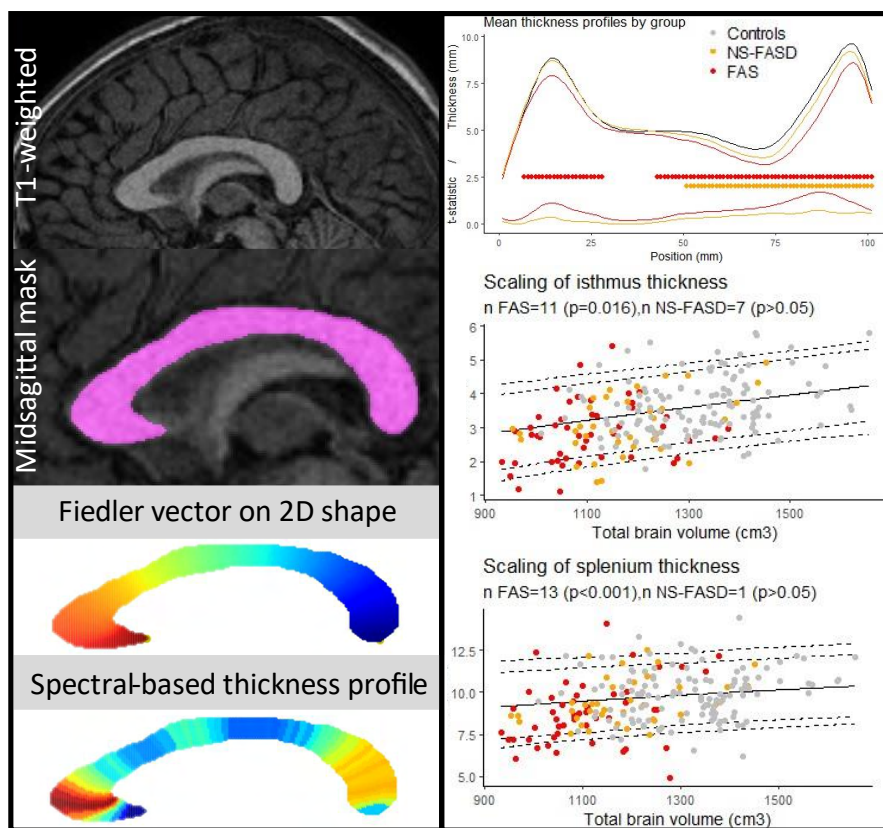 T1-weighted
Midsagittal mask
Fiedler vector on 2D shape
Spectral-based thickness profile
Mean thickness profiles by group
Controls
NS-FASD
FAS
t-statistic / Thickness (mm)
10.0
7.5
5.0
2.5
0.0
0 25 50 75 100
Position (mm)
Scaling of isthmus thickness
n FAS=11 (p=0.016),n NS-FASD=7 (p>0.05)
6
5
4
3
2
1
900 1100 1300 1500
Total brain volume (cm3)
Scaling of splenium thickness
n FAS=13 (p<0.001),n NS-FASD=1 (p>0.05)
12.5
10.0
7.5
5.0
900 1100 1300 1500
Total brain volume (cm3)